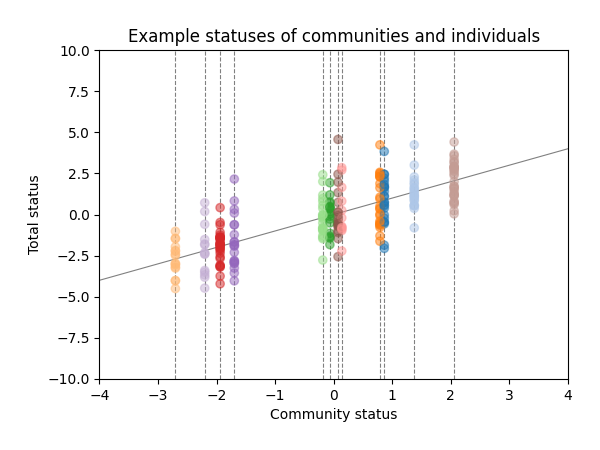 Example statuses of communities and individuals
10.0
7.5
5.0
2.5
0.0
−2.5
−5.0
−7.5
−10.0
Total status
−4 −3 −2 −1 0 1 2 3 4
Community status